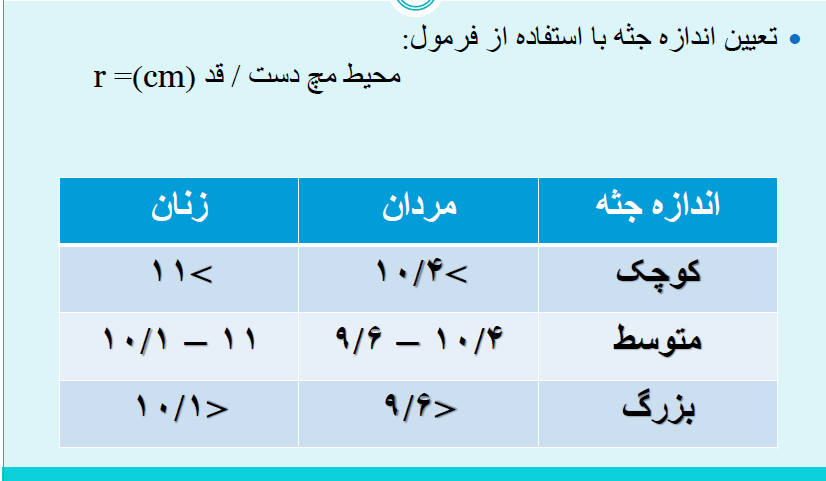 • تعیین اندازه جثه با استفاده از فرمول:
محیط مچ دست / قد (cm)= r
اندازه جثه مردان زنان
کوچک >۱۰/۴ >۱۱
متوسط ۱۰/۴ – ۹/۶ ۱۱ – ۱۰/۱
بزرگ <۹/۶ <۱۰/۱